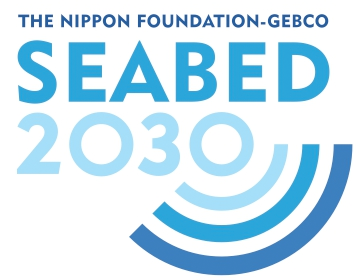 THE NIPPON FOUNDATION-GEBCO
SEABED
2030